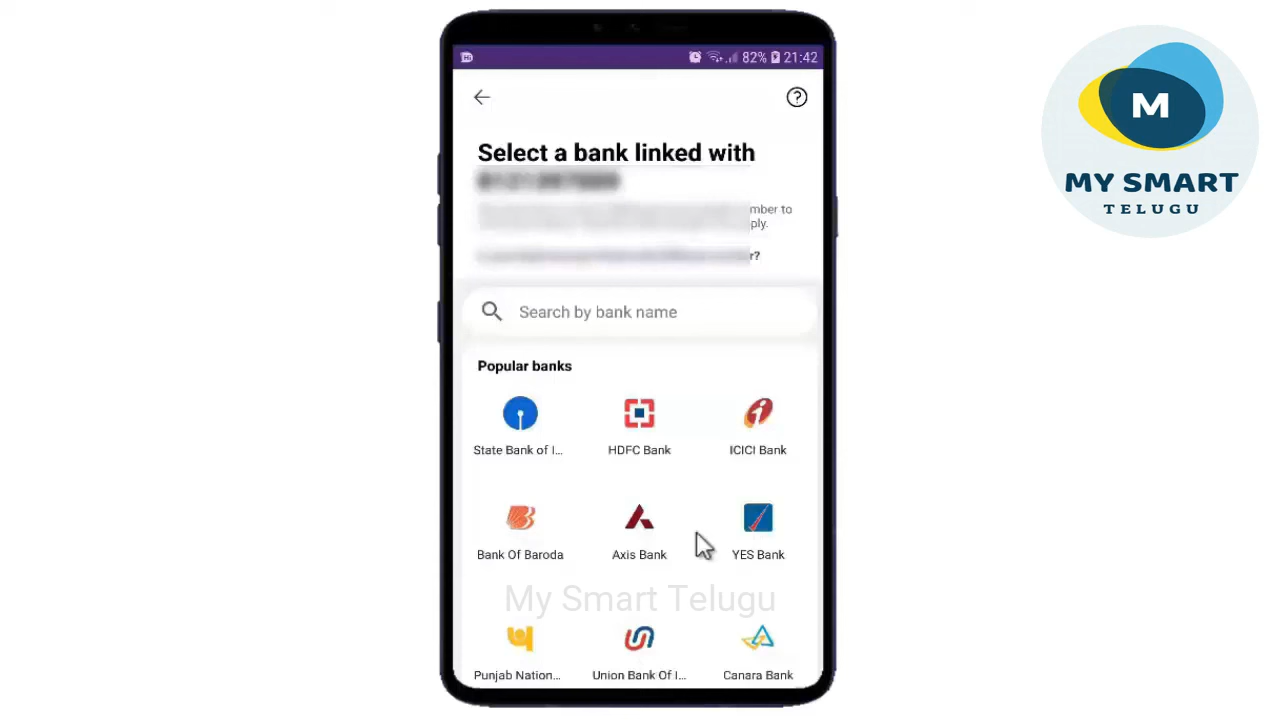 82% 21:42
M
MY SMART
TELUGU
Select a bank linked with
mber to
ply.
r?
Search by bank name
Popular banks
State Bank of I...
HDFC Bank
ICICI Bank
Bank Of Baroda
Axis Bank
YES Bank
My Smart Telugu
Punjab Nation...
Union Bank Of I...
Canara Bank